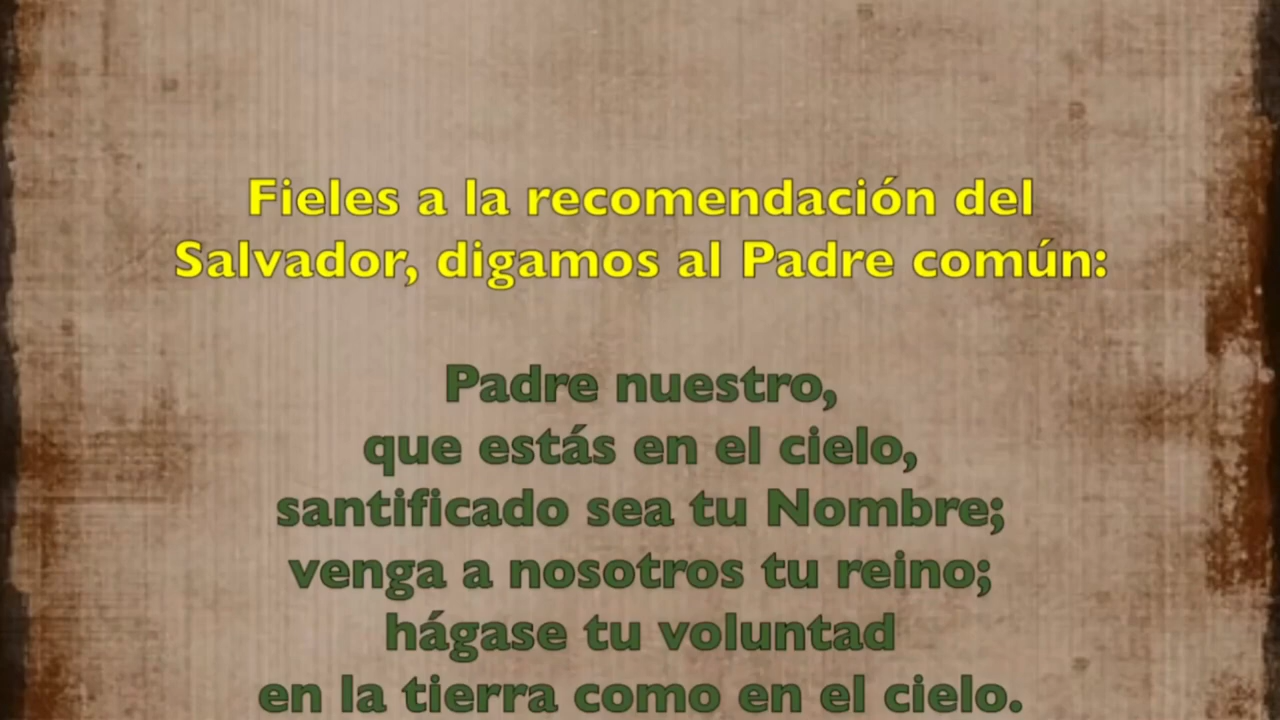 Fieles a la recomendación del
Salvador, digamos al Padre común:
Padre nuestro,
que estás en el cielo,
santificado sea tu Nombre;
venga a nosotros tu reino;
hágase tu voluntad
en la tierra como en el cielo.